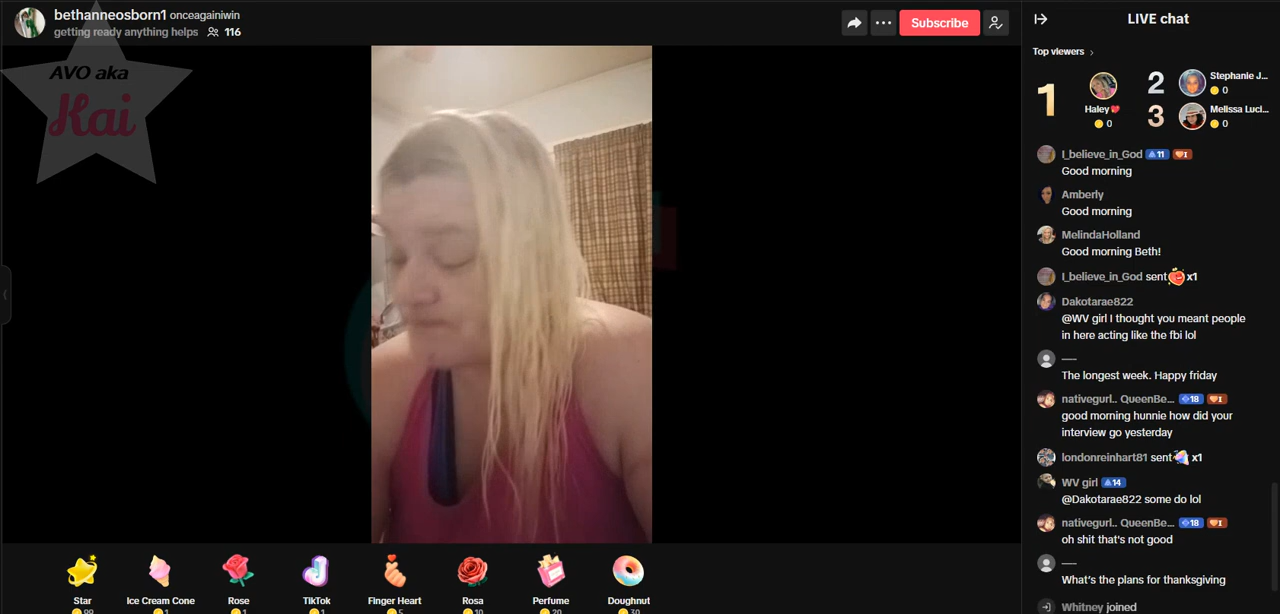 bethanneosborn1 onceagainiwin
getting ready anything helps 116
Subscribe
AVO aka
Kai
LIVE chat
Top viewers
1
Haley
0
2
Stephanie J...
0
3
Melissa Luci...
0
I_believe_in_God 11 I
Good morning
Amberly
Good morning
MelindaHolland
Good morning Beth!
I_believe_in_God sent x1
Dakotarae822
@WV girl I thought you meant people
in here acting like the fbi lol
The longest week. Happy friday
nativegurl.. QueenBe... 18 I
good morning hunnie how did your
interview go yesterday
londonreinhart81 sent x1
WV girl 14
@Dakotarae822 some do lol
nativegurl.. QueenBe... 18 I
oh shit that's not good
What's the plans for thanksgiving
Whitney joined
Star
Ice Cream Cone
Rose
TikTok
Finger Heart
Rosa
Perfume
Doughnut
99
1
1
1
5
10
20
30